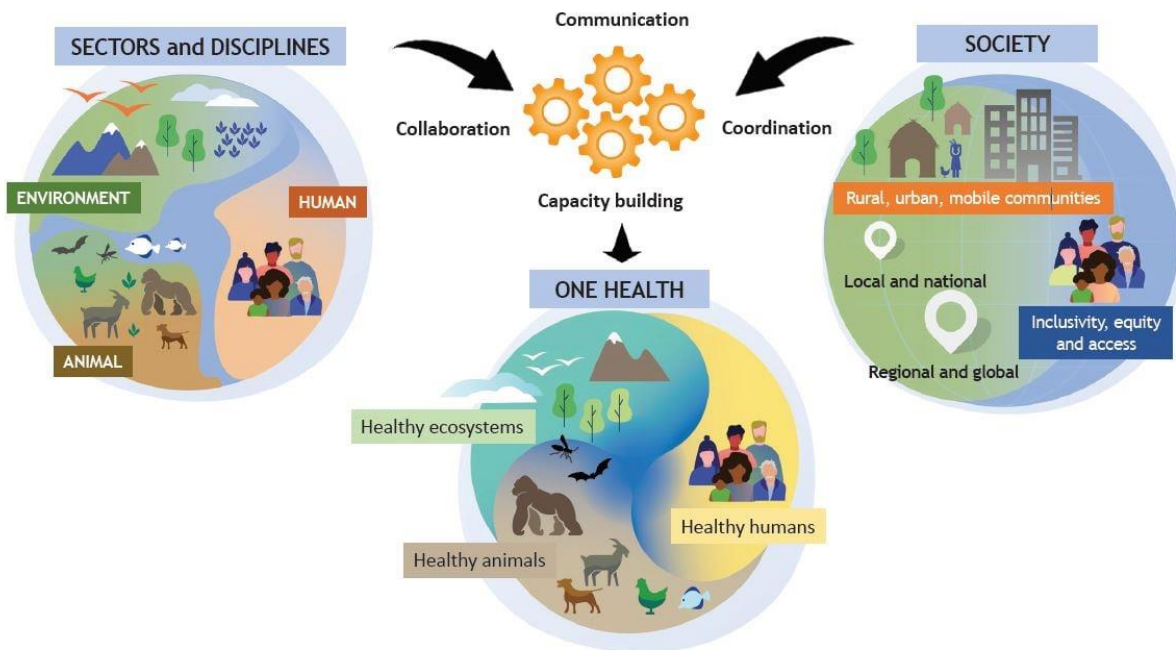 Communication
SECTORS and DISCIPLINES
SOCIETY
Collaboration
Coordination
ENVIRONMENT
HUMAN
Rural, urban, mobile communities
Capacity building
Local and national
ONE HEALTH
Inclusivity, equity
and access
ANIMAL
Regional and global
Healthy ecosystems
Healthy humans
Healthy animals